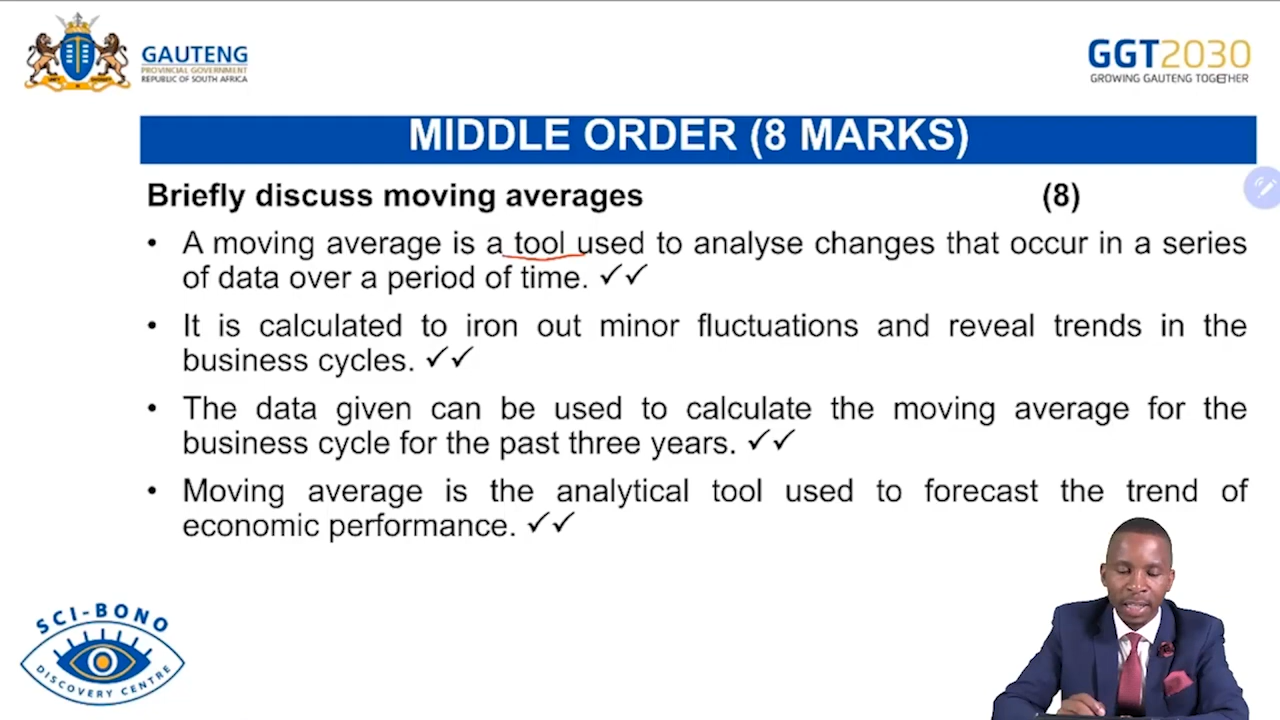 GAUTENG
PROVINCIAL GOVERNMENT
REPUBLIC OF SOUTH AFRICA
GGT2030
GROWING GAUTENG TOGETHER
MIDDLE ORDER (8 MARKS)
Briefly discuss moving averages (8)
• A moving average is a tool used to analyse changes that occur in a series
of data over a period of time. ✓✓
• It is calculated to iron out minor fluctuations and reveal trends in the
business cycles. ✓✓
• The data given can be used to calculate the moving average for the
business cycle for the past three years. ✓✓
• Moving average is the analytical tool used to forecast the trend of
economic performance. ✓✓
SCI-BONO
DISCOVERY CENTRE